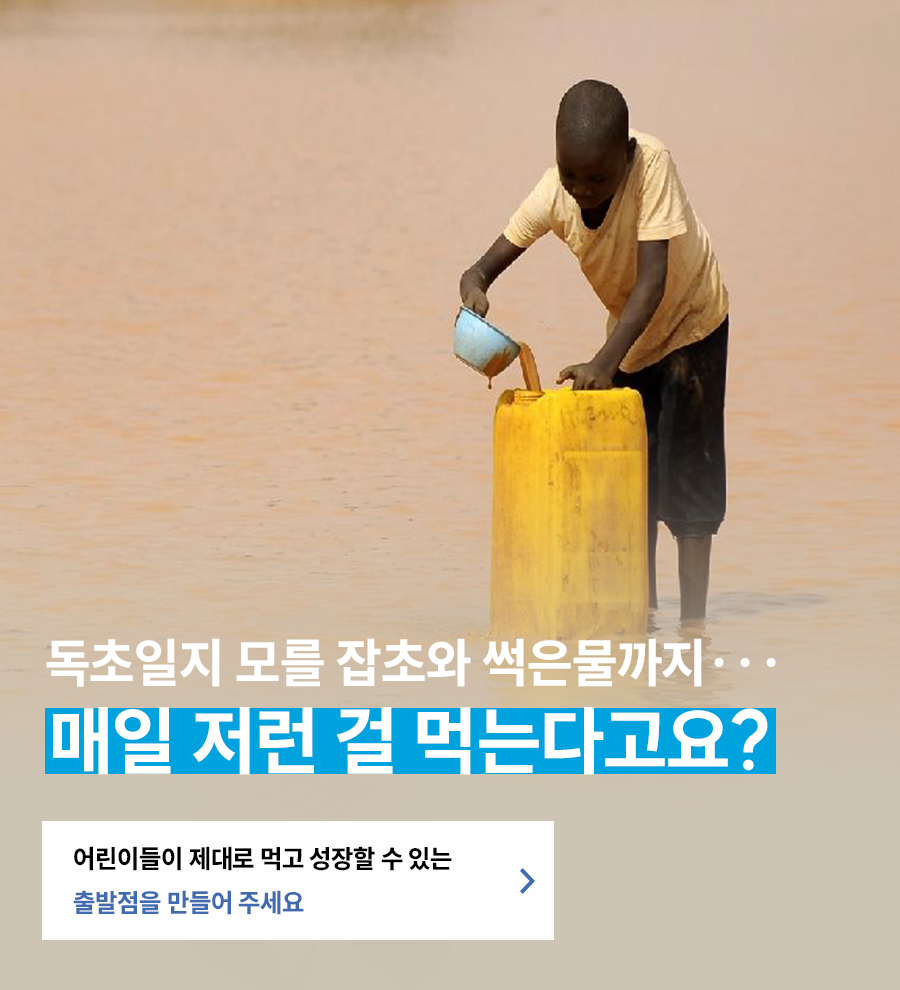 독초일지 모를 잡초와 썩은물까지···
매일 저런 걸 먹는다고요?
어린이들이 제대로 먹고 성장할 수 있는
출발점을 만들어 주세요